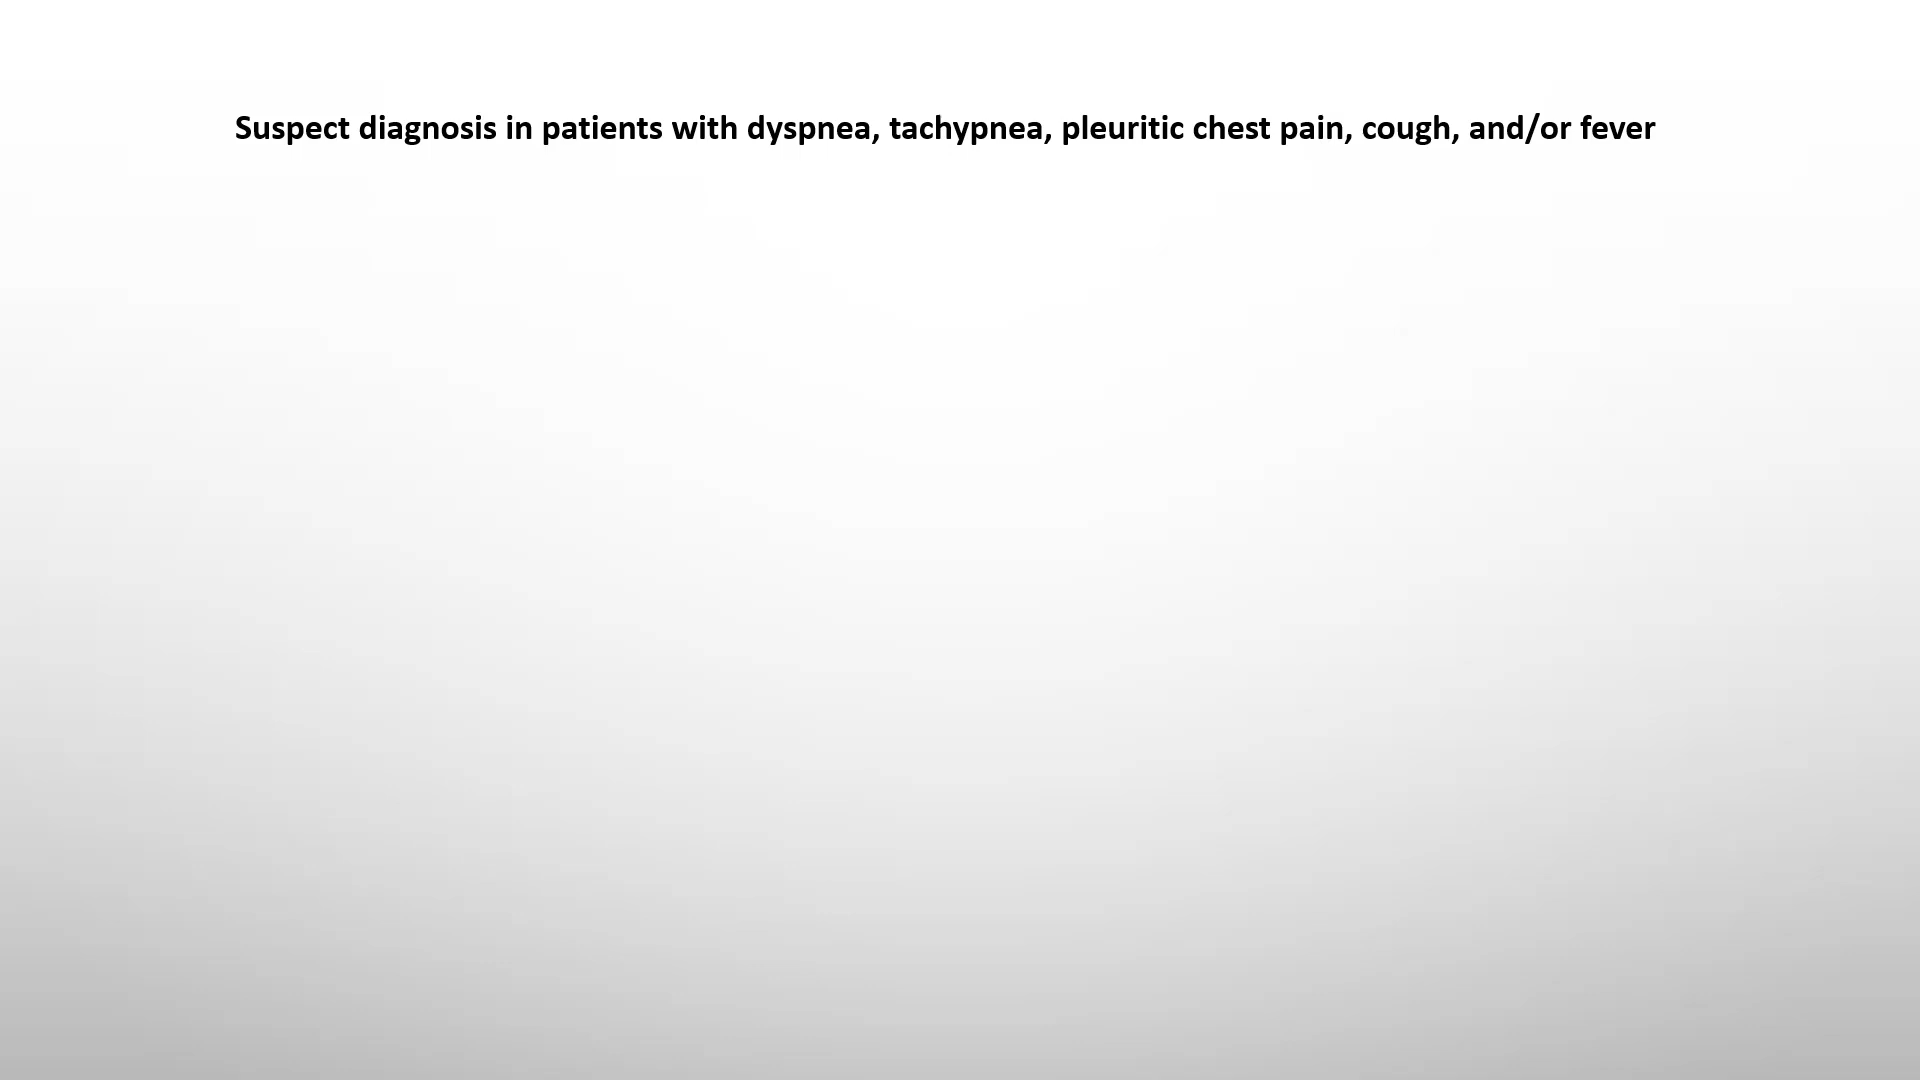 Suspect diagnosis in patients with dyspnea, tachypnea, pleuritic chest pain, cough, and/or fever